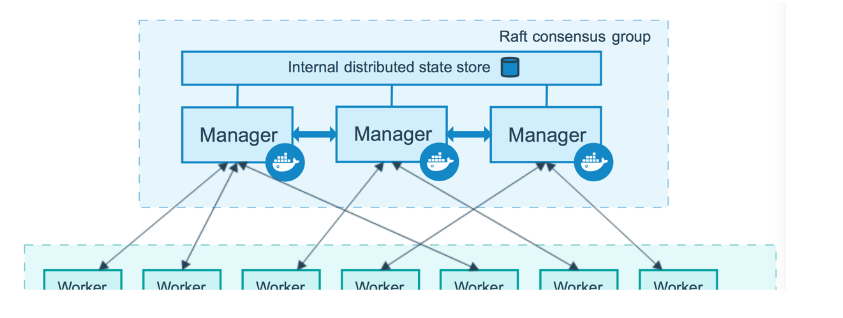 Raft consensus group
Internal distributed state store
Manager
Manager
Manager
Worker
Worker
Worker
Worker
Worker
Worker
Worker